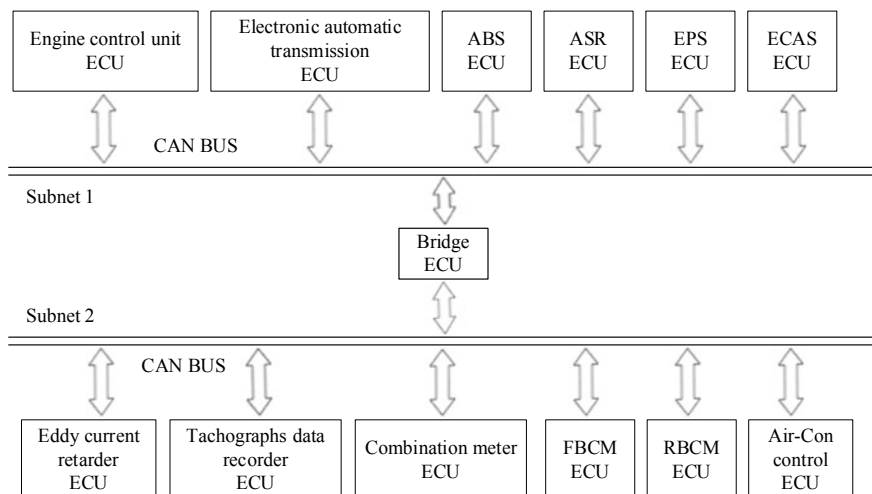 Engine control unit
ECU
Electronic automatic
transmission
ECU
ABS
ECU
ASR
ECU
EPS
ECU
ECAS
ECU
CAN BUS
Subnet 1
Bridge
ECU
Subnet 2
CAN BUS
Eddy current
retarder
ECU
Tachographs data
recorder
ECU
Combination meter
ECU
FBCM
ECU
RBCM
ECU
Air-Con
control
ECU